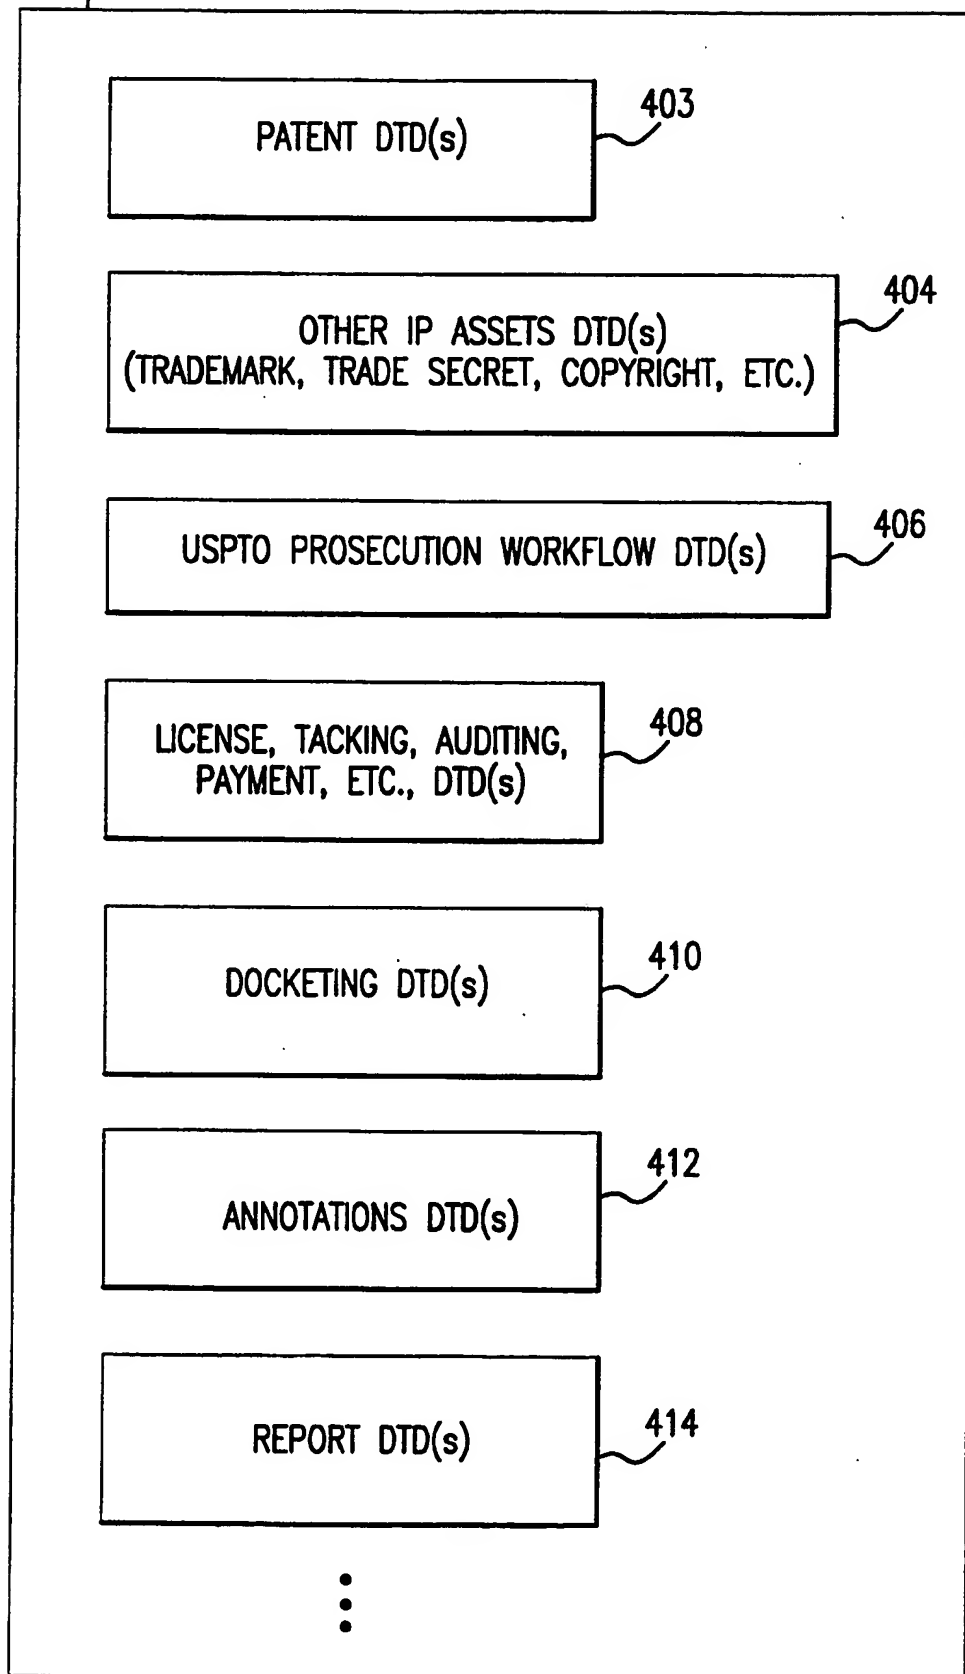 PATENT DTD(s)
403
OTHER IP ASSETS DTD(s)
(TRADEMARK, TRADE SECRET, COPYRIGHT, ETC.)
404
USPTO PROSECUTION WORKFLOW DTD(s)
406
LICENSE, TACKING, AUDITING,
PAYMENT, ETC., DTD(s)
408
DOCKETING DTD(s)
410
ANNOTATIONS DTD(s)
412
REPORT DTD(s)
414